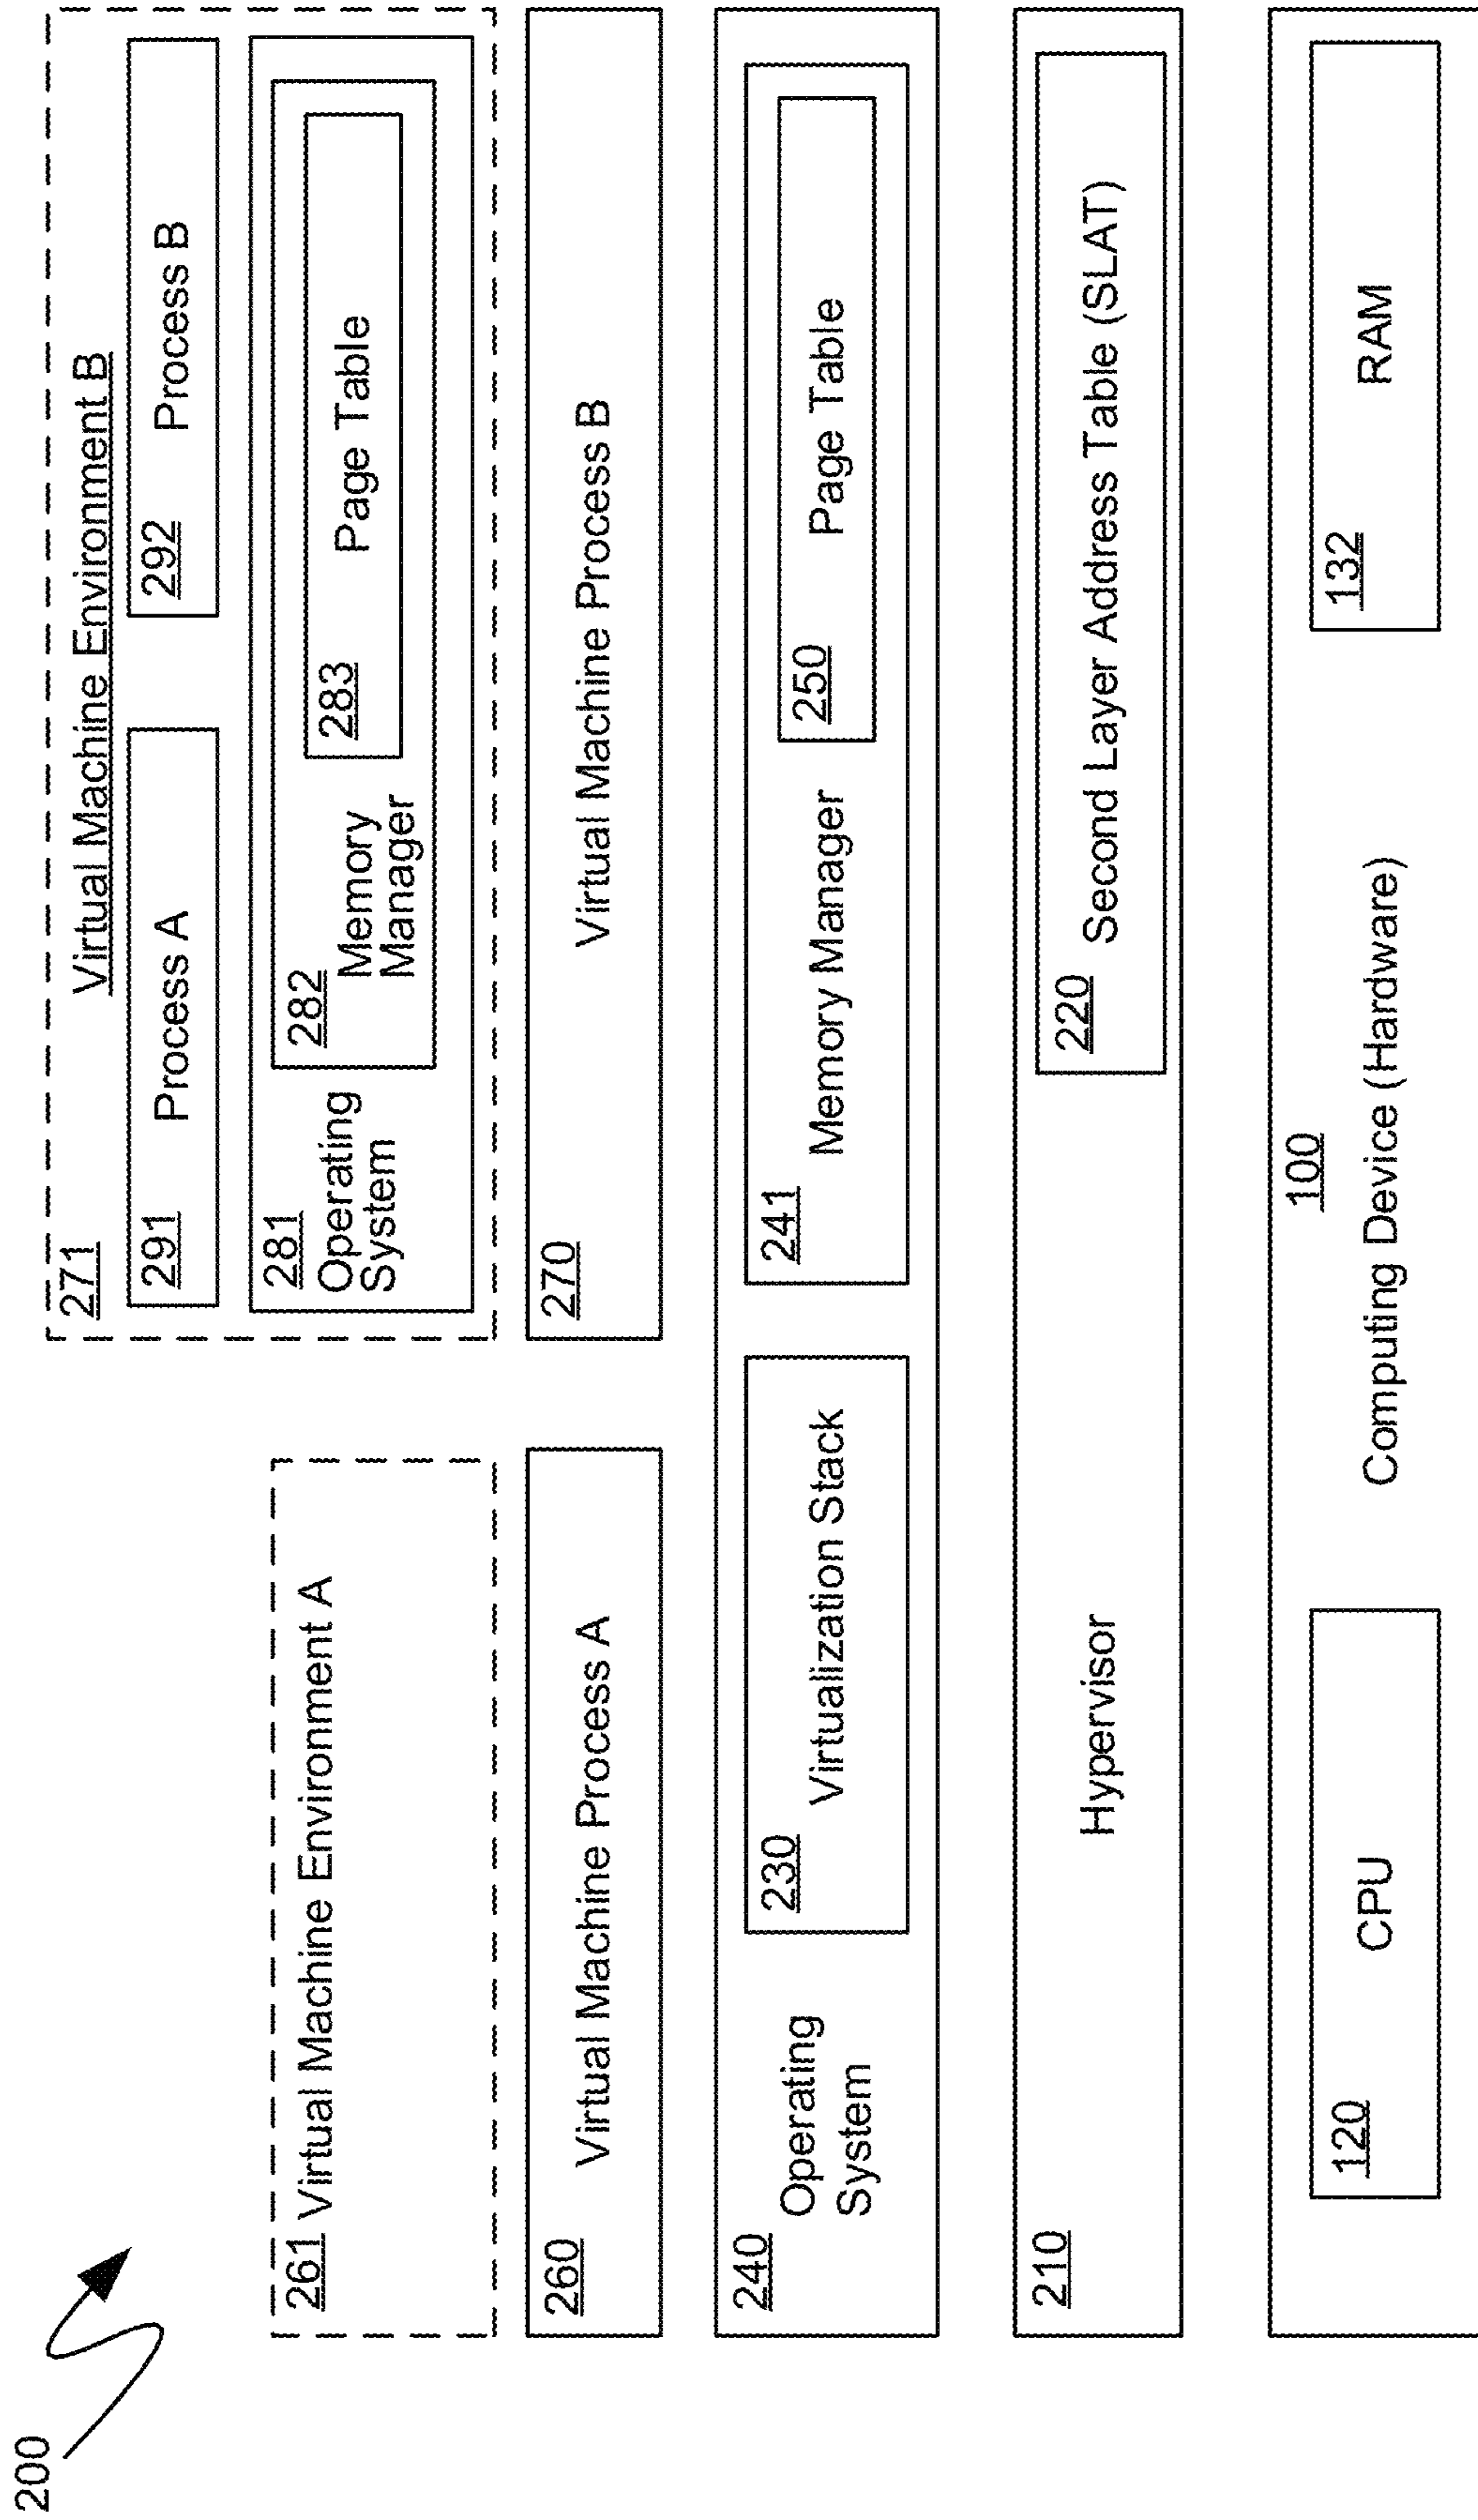 200
271
Virtual Machine Environment B
291
Process A
292
Process B
261 Virtual Machine Environment A
281
Operating
System
282
Memory
Manager
283
Page Table
260
Virtual Machine Process A
270
Virtual Machine Process B
240
Operating
System
230
Virtualization Stack
241
Memory Manager
250
Page Table
210
Hypervisor
220
Second Layer Address Table (SLAT)
100
Computing Device (Hardware)
120
CPU
132
RAM